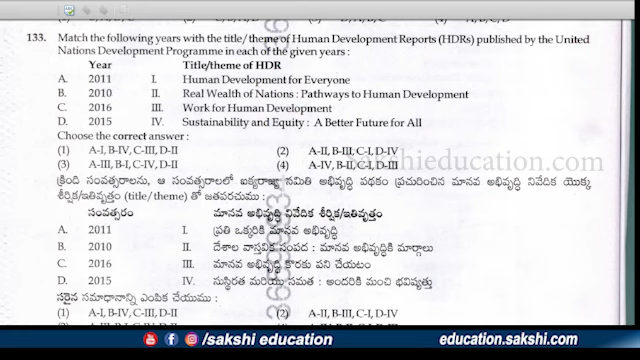 133. Match the following years with the title/ theme of Human Development Reports (HDRs) published by the United
Nations Development Programme in each of the given years :
Year Title/theme of HDR
A. 2011 I. Human Development for Everyone
B. 2010 II. Real Wealth of Nations : Pathways to Human Development
C. 2016 III. Work for Human Development
D. 2015 IV. Sustainability and Equity : A Better Future for All
Choose the correct answer :
(1) A-I, B-IV, C-III, D-II (2) A-II, B-III, C-I, D-IV
(3) A-III, B-I, C-IV, D-II (4) A-IV, B-II, C-I, D-III
sakshieducation.com
క్రింది సంవత్సరాలను, ఆ సంవత్సరాలలో ఐక్యరాజ్య సమితి అభివృద్ధి పథకం ప్రచురించిన మానవ అభివృద్ధి నివేదిక యొక్క
శీర్షిక/ఇతివృత్తం (title/theme) తో జతపరచుము :
సంవత్సరం మానవ అభివృద్ధి నివేదిక శీర్షిక/ఇతివృత్తం
A. 2011 I. ప్రతి ఒక్కరికి మానవ అభివృద్ధి
B. 2010 II. దేశాల వాస్తవిక సంపద : మానవ అభివృద్ధికి మార్గాలు
C. 2016 III. మానవ అభివృద్ధి కొరకు పని చేయటం
D. 2015 IV. సుస్థిరత మరియు సమత : అందరికి మంచి భవిష్యత్తు
సరైన సమాధానాన్ని ఎంపిక చేయుము :
(1) A-I, B-IV, C-III, D-II (2) A-II, B-III, C-I, D-IV
/sakshi education education.sakshi.com